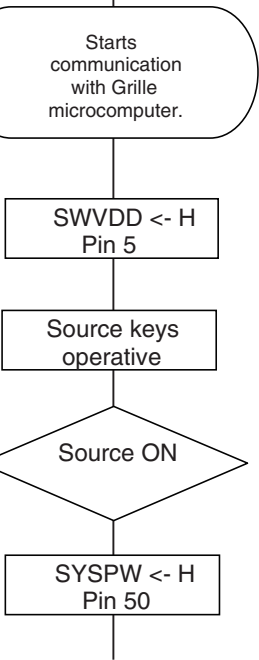 Starts
communication
with Grille
microcomputer.
SWVDD <- H
Pin 5
Source keys
operative
Source ON
SYSPW <- H
Pin 50